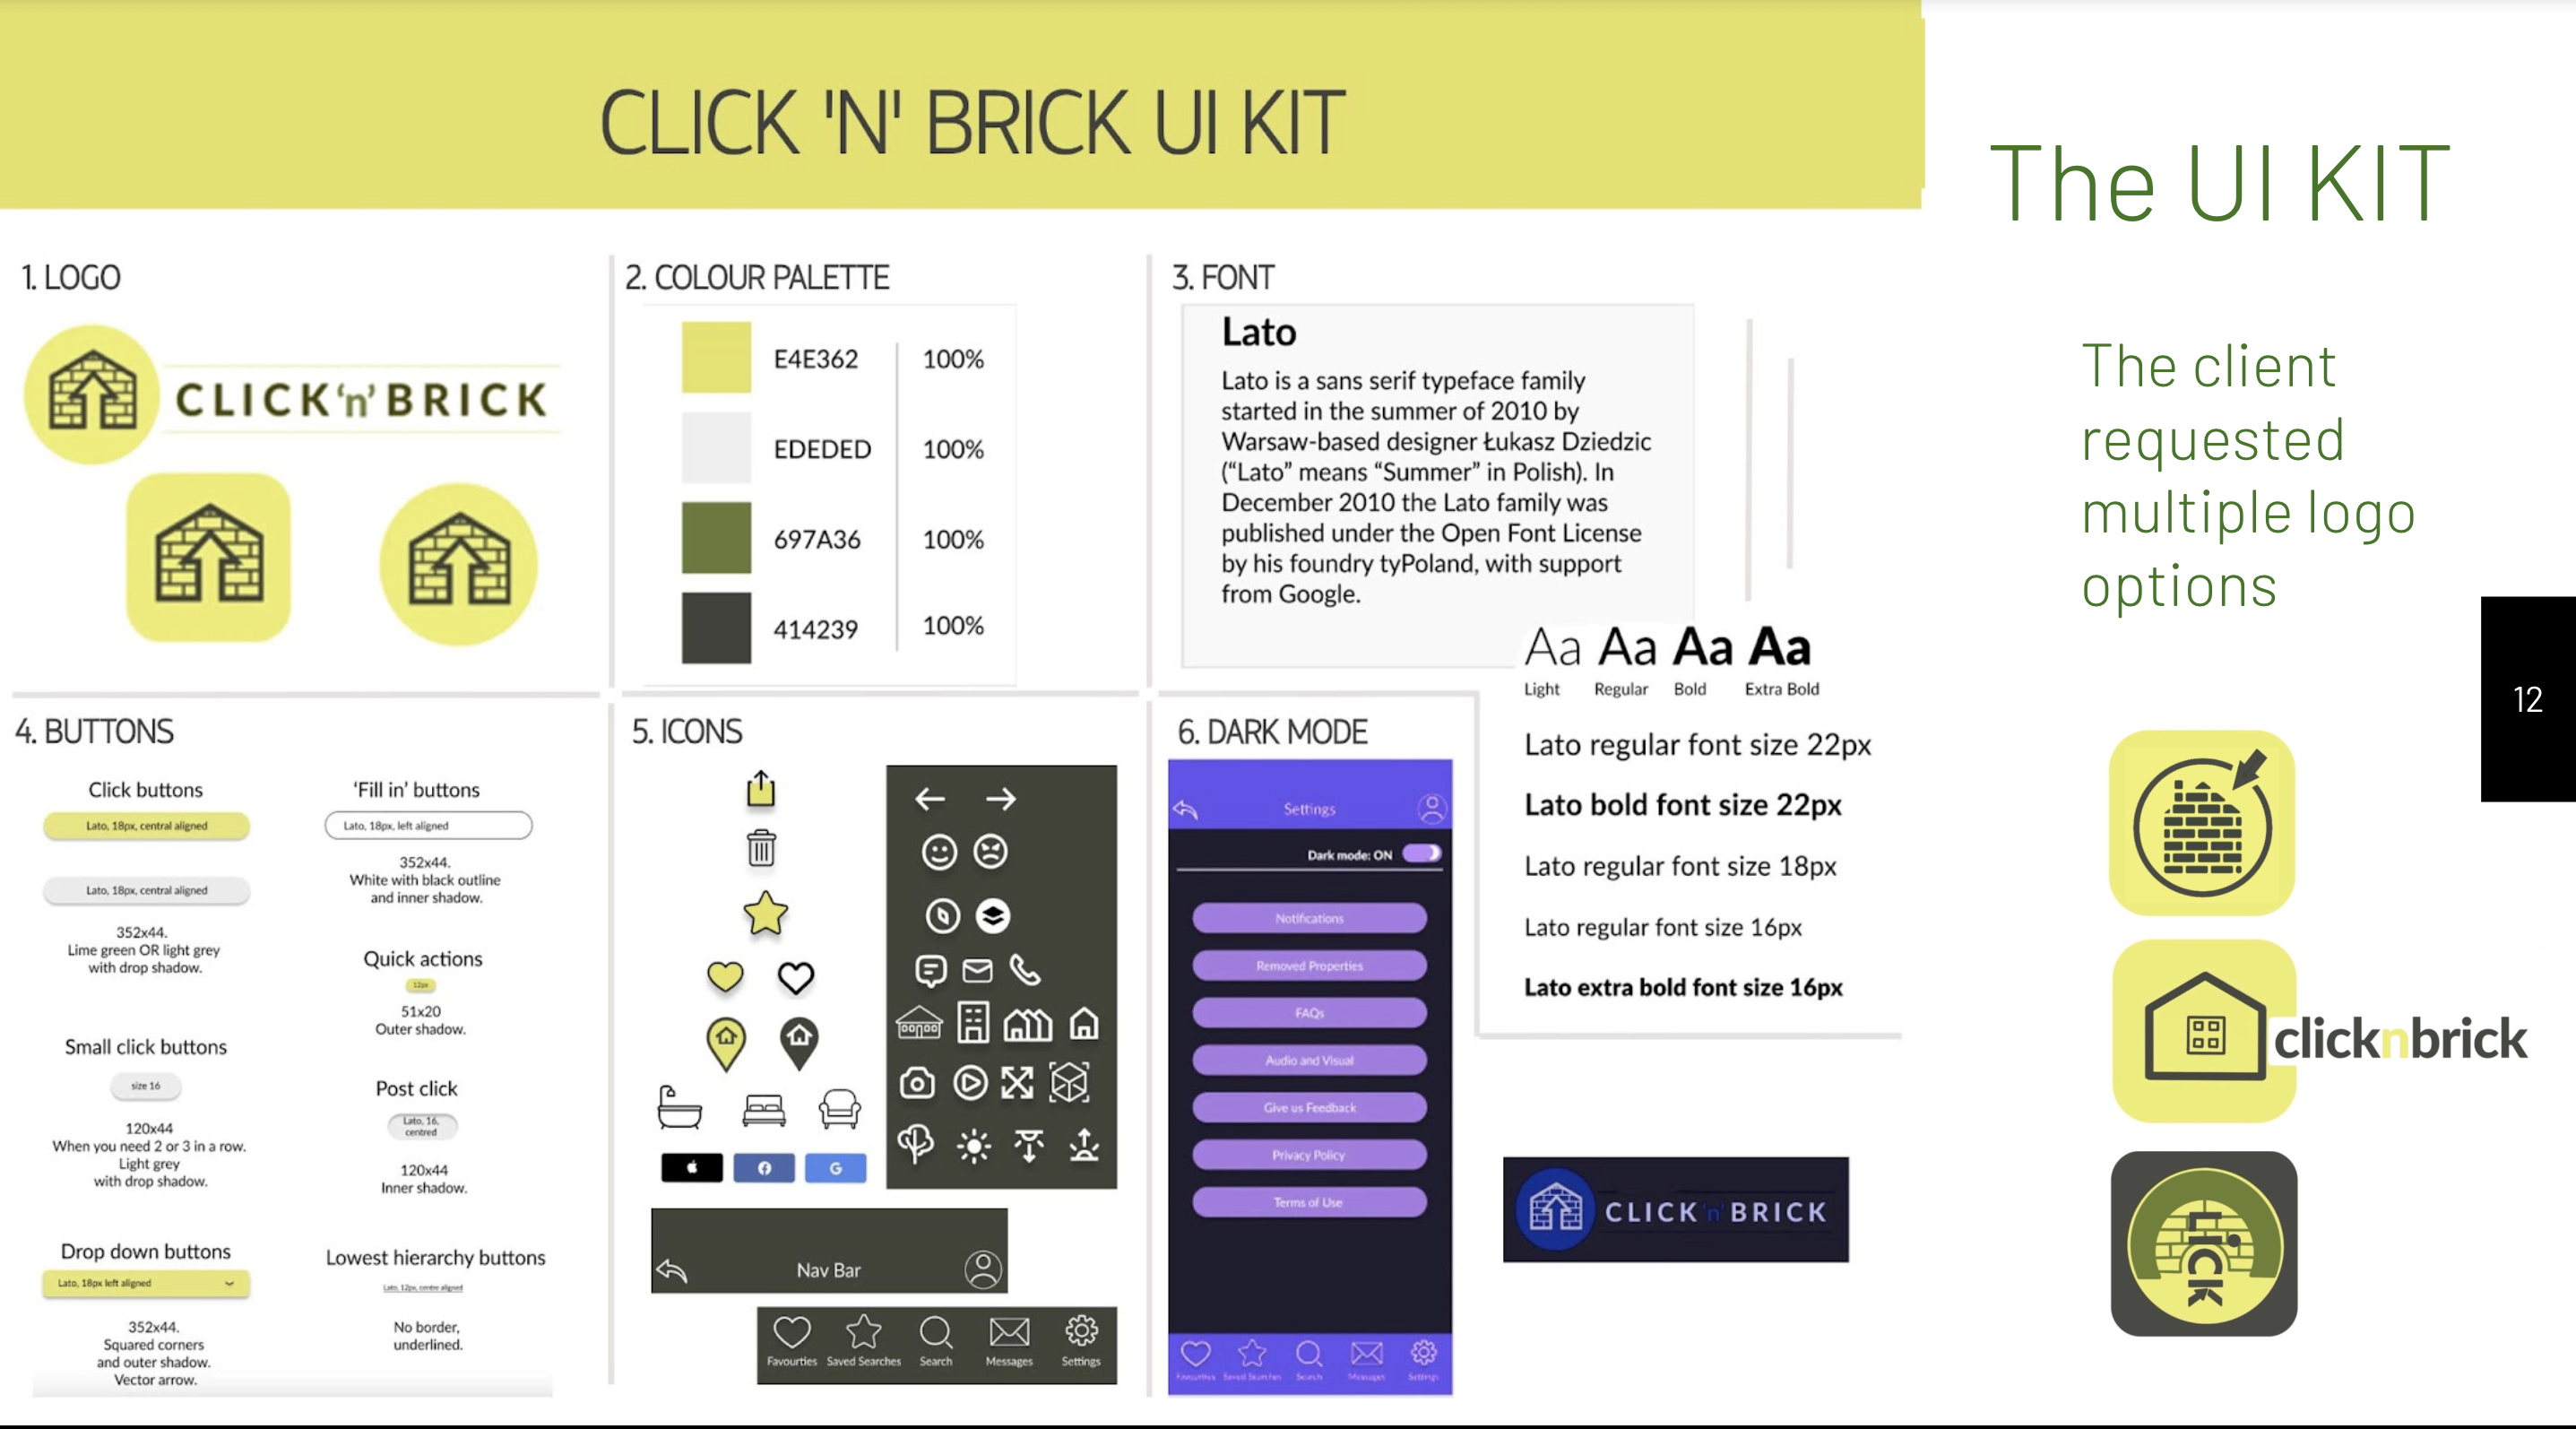 CLICK 'N' BRICK UI KIT
The UI KIT
The client
requested
multiple logo
options
12
1. LOGO
CLICK‘n’BRICK
2. COLOUR PALETTE
E4E362 100%
EDEDED 100%
697A36 100%
414239 100%
3. FONT
Lato
Lato is a sans serif typeface family
started in the summer of 2010 by
Warsaw-based designer Łukasz Dziedzic
(“Lato” means “Summer” in Polish). In
December 2010 the Lato family was
published under the Open Font License
by his foundry tyPoland, with support
from Google.
Aa Aa Aa Aa
Light Regular Bold Extra Bold
Lato regular font size 22px
Lato bold font size 22px
Lato regular font size 18px
Lato regular font size 16px
Lato extra bold font size 16px
4. BUTTONS
Click buttons
Lato, 18px, central aligned
Lato, 18px, central aligned
352x44.
Lime green OR light grey
with drop shadow.
Small click buttons
size 16
120x44
When you need 2 or 3 in a row.
Light grey
with drop shadow.
Drop down buttons
Lato, 18px left aligned
352x44.
Squared corners
and outer shadow.
Vector arrow.
‘Fill in’ buttons
Lato, 18px, left aligned
352x44.
White with black outline
and inner shadow.
Quick actions
12px
51x20
Outer shadow.
Post click
Lato, 16,
centred
120x44
Inner shadow.
Lowest hierarchy buttons
Lato, 12px, centre aligned
No border,
underlined.
5. ICONS
G
Nav Bar
Favourties Saved Searches Search Messages Settings
6. DARK MODE
Settings
Dark mode: ON
Notifications
Removed Properties
FAQs
Audio and Visual
Give us Feedback
Privacy Policy
Terms of Use
Favourties Saved Searches Search Messages Settings
CLICK 'n' BRICK
clicknbrick
CLICK